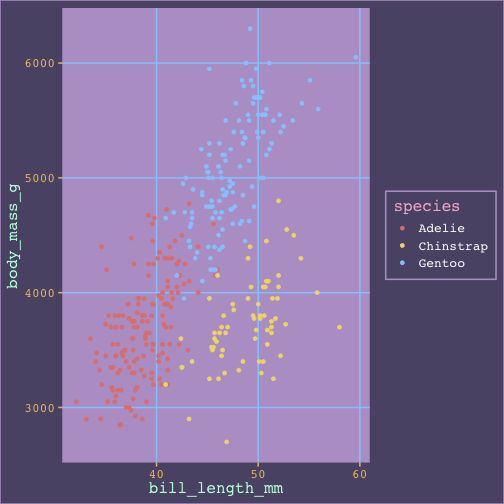 6000
5000
4000
3000
40 50 60
bill_length_mm
body_mass_g
species
Adelie
Chinstrap
Gentoo